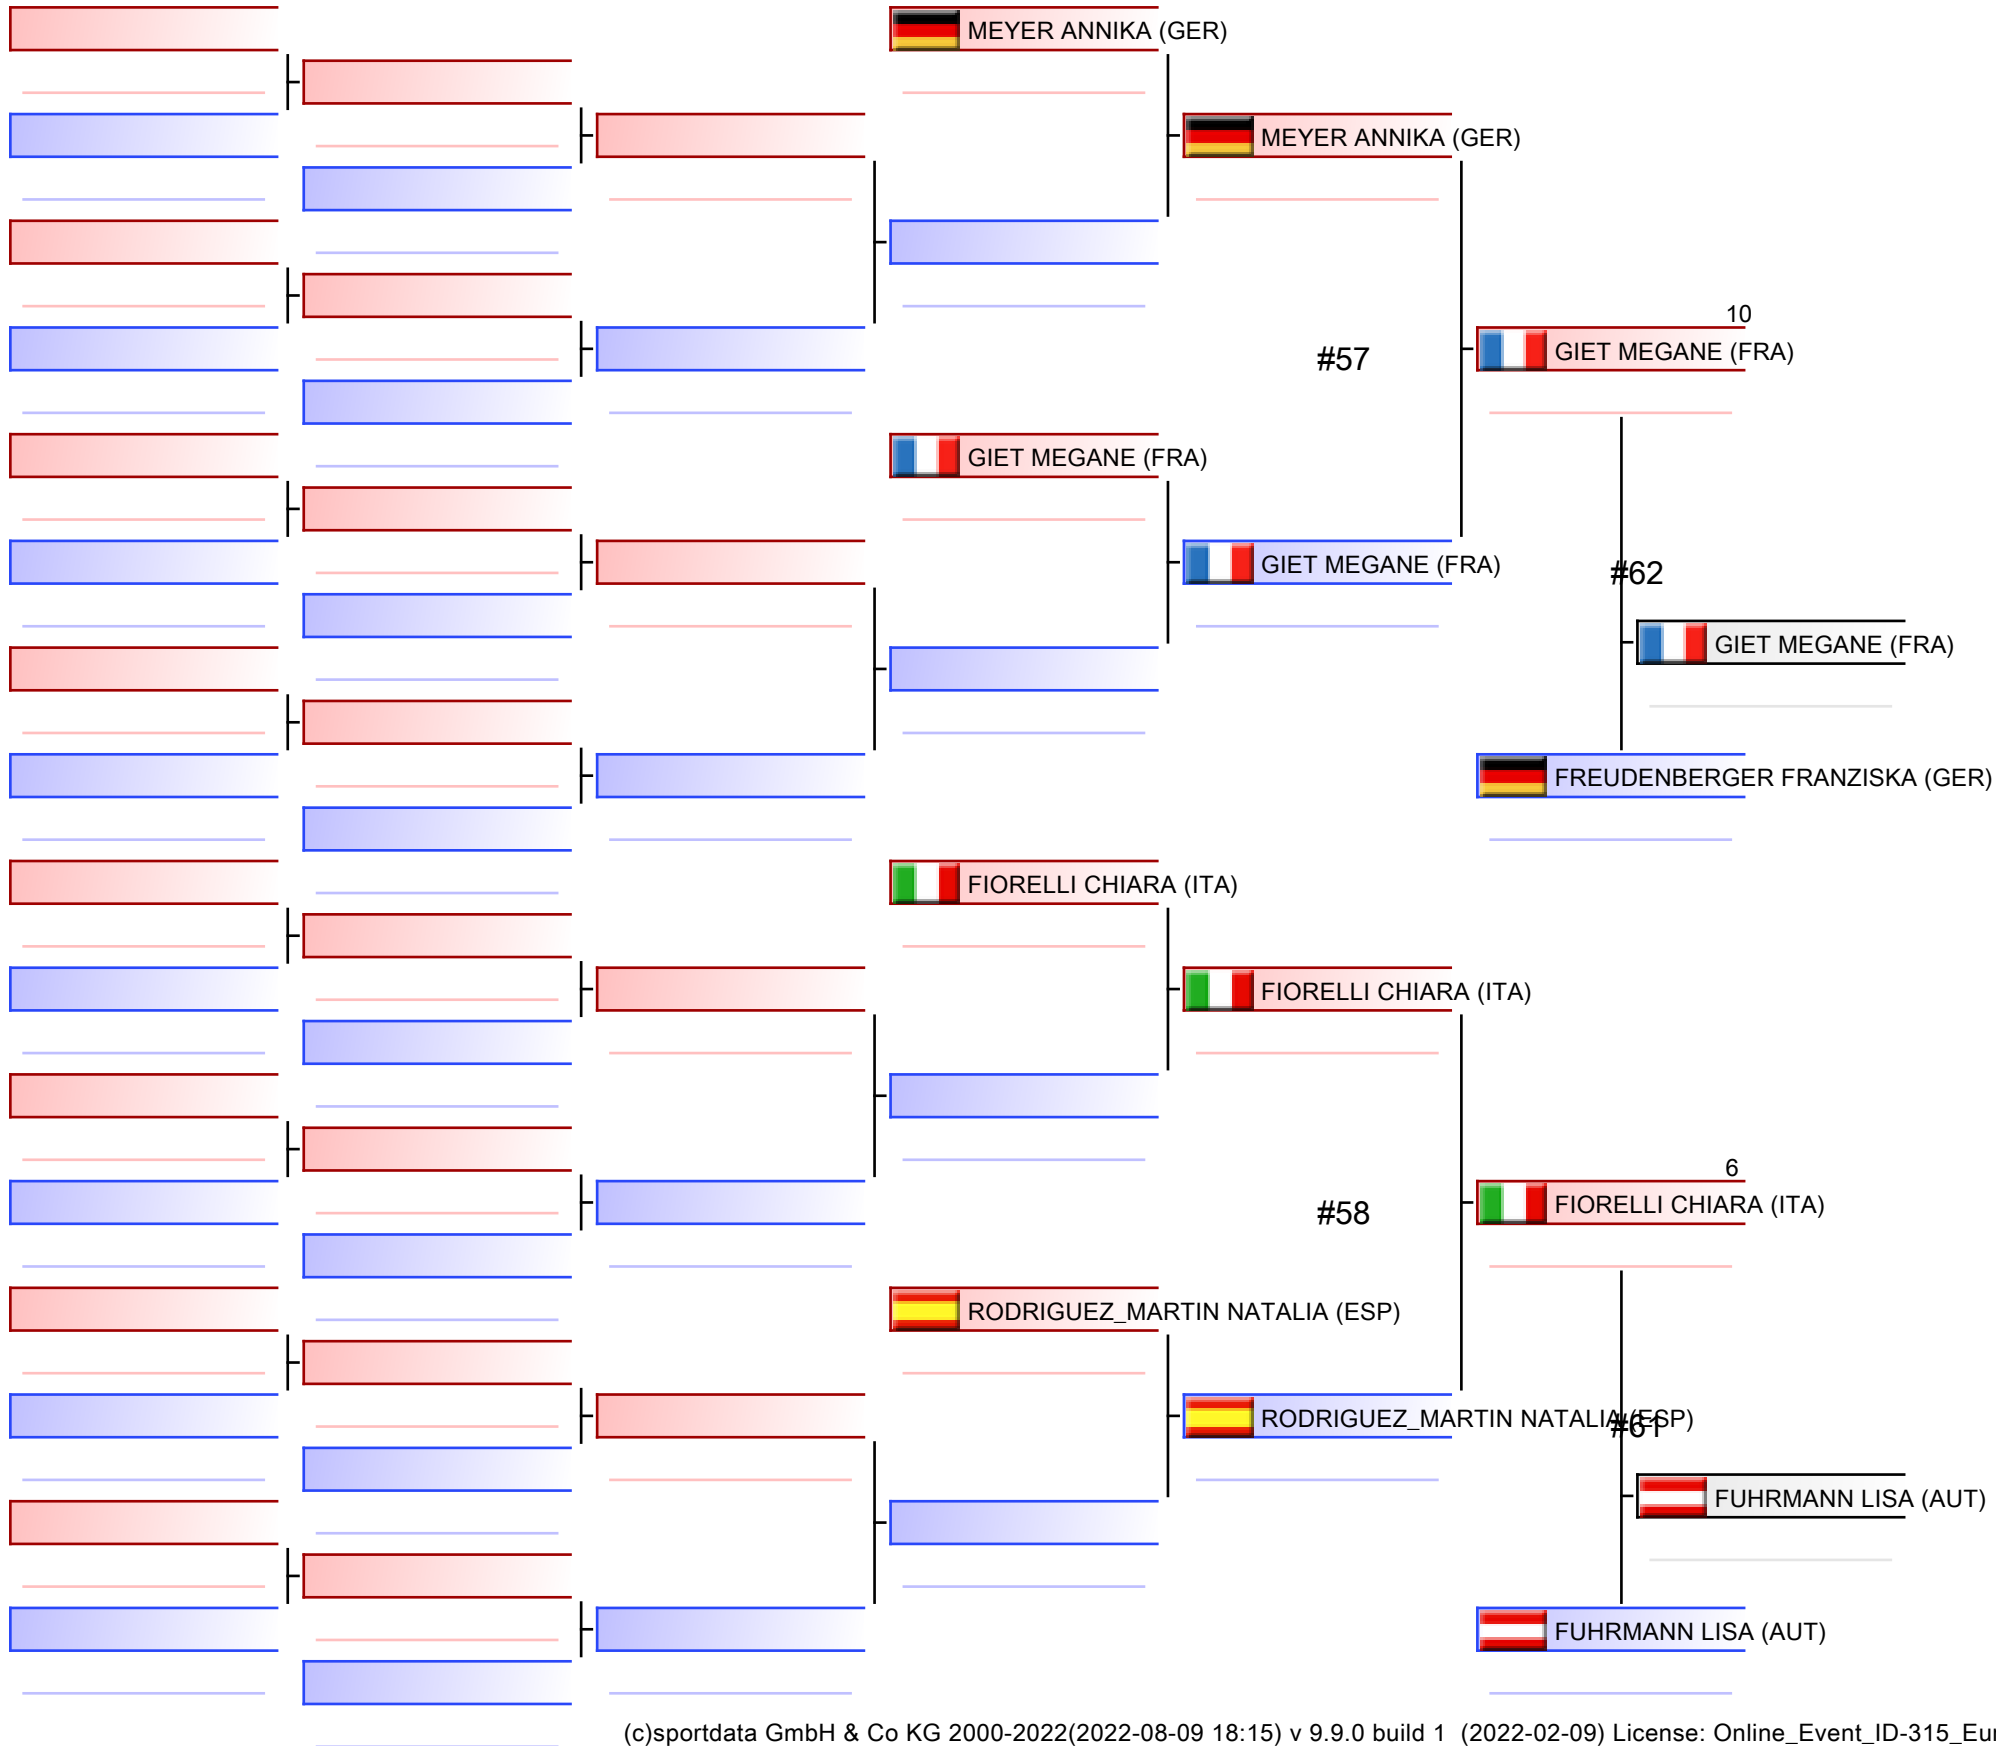 MEYER ANNIKA (GER)
MEYER ANNIKA (GER)
10
#57
GIET MEGANE (FRA)
GIET MEGANE (FRA)
GIET MEGANE (FRA)
#62
GIET MEGANE (FRA)
FREUDENBERGER FRANZISKA (GER)
FIORELLI CHIARA (ITA)
FIORELLI CHIARA (ITA)
6
#58
FIORELLI CHIARA (ITA)
RODRIGUEZ_MARTIN NATALIA (ESP)
RODRIGUEZ_MARTIN NATALIA (ESP)
#61
FUHRMANN LISA (AUT)
FUHRMANN LISA (AUT)
(c)sportdata GmbH & Co KG 2000-2022(2022-08-09 18:15) v 9.9.0 build 1 (2022-02-09) License: Online_Event_ID-315_Eur